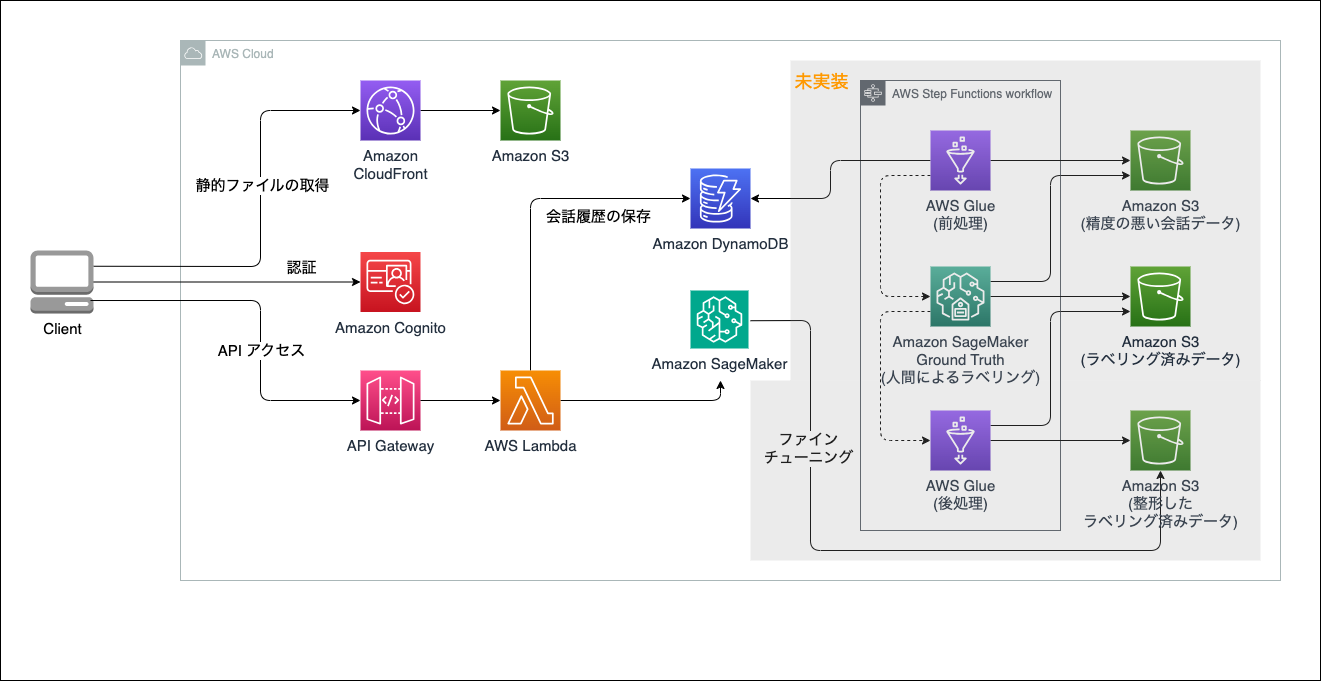 AWS Cloud
未実装
AWS Step Functions workflow
Amazon
CloudFront
Amazon S3
静的ファイルの取得
会話履歴の保存
Amazon DynamoDB
AWS Glue
(前処理)
Amazon S3
(精度の悪い会話データ)
Client
認証
Amazon Cognito
API アクセス
Amazon SageMaker
Amazon SageMaker
Ground Truth
(人間によるラベリング)
Amazon S3
(ラベリング済みデータ)
API Gateway
AWS Lambda
ファイン
チューニング
AWS Glue
(後処理)
Amazon S3
(整形した
ラベリング済みデータ)